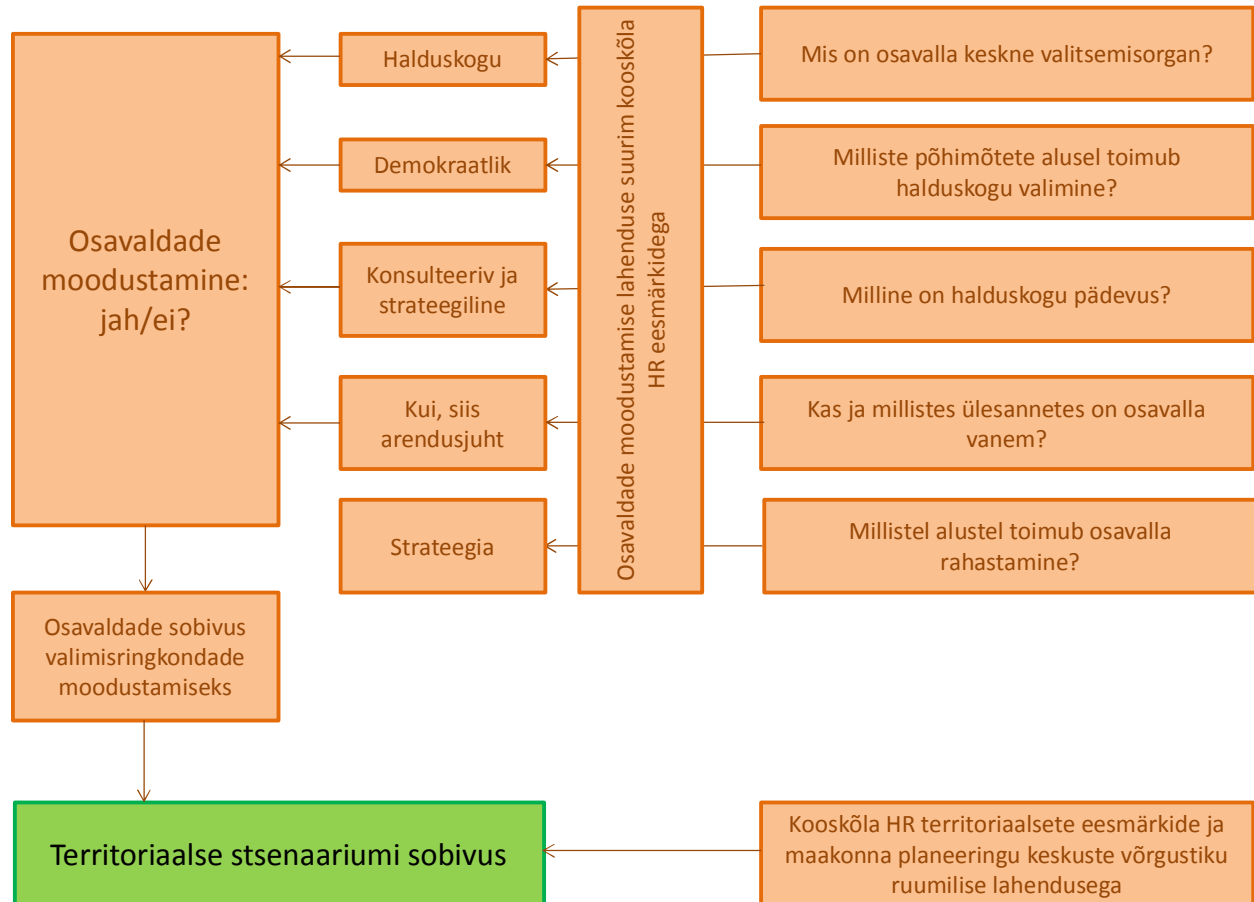 Osavaldade
moodustamine:
jah/ei?
Halduskogu
Demokraatlik
Konsulteeriv ja
strateegiline
Kui, siis
arendusjuht
Strateegia
Osavaldade moodustamise lahenduse suurim kooskõla
HR eesmärkidega
Mis on osavalla keskne valitsemisorgan?
Milliste põhimõtete alusel toimub
halduskogu valimine?
Milline on halduskogu pädevus?
Kas ja millistes ülesannetes on osavalla
vanem?
Millistel alustel toimub osavalla
rahastamine?
Osavaldade sobivus
valimisringkondade
moodustamiseks
Territoriaalse stsenaariumi sobivus
Kooskõla HR territoriaalsete eesmärkide ja
maakonna planeeringu keskuste võrgustiku
ruumilise lahendusega